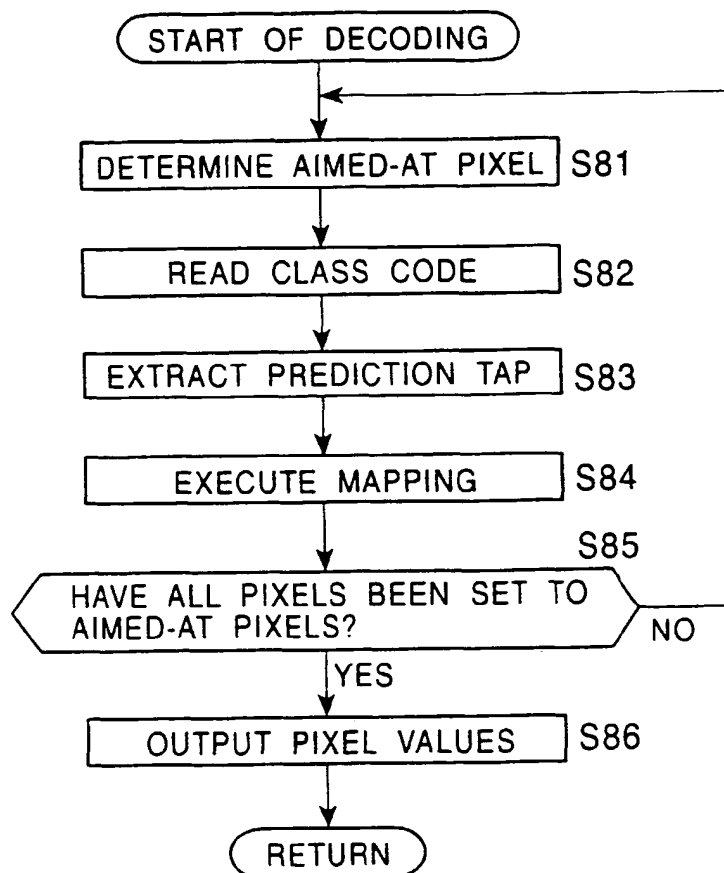 START OF DECODING
DETERMINE AIMED-AT PIXEL S81
READ CLASS CODE S82
EXTRACT PREDICTION TAP S83
EXECUTE MAPPING S84
S85
HAVE ALL PIXELS BEEN SET TO
AIMED-AT PIXELS?
NO
YES
OUTPUT PIXEL VALUES S86
RETURN